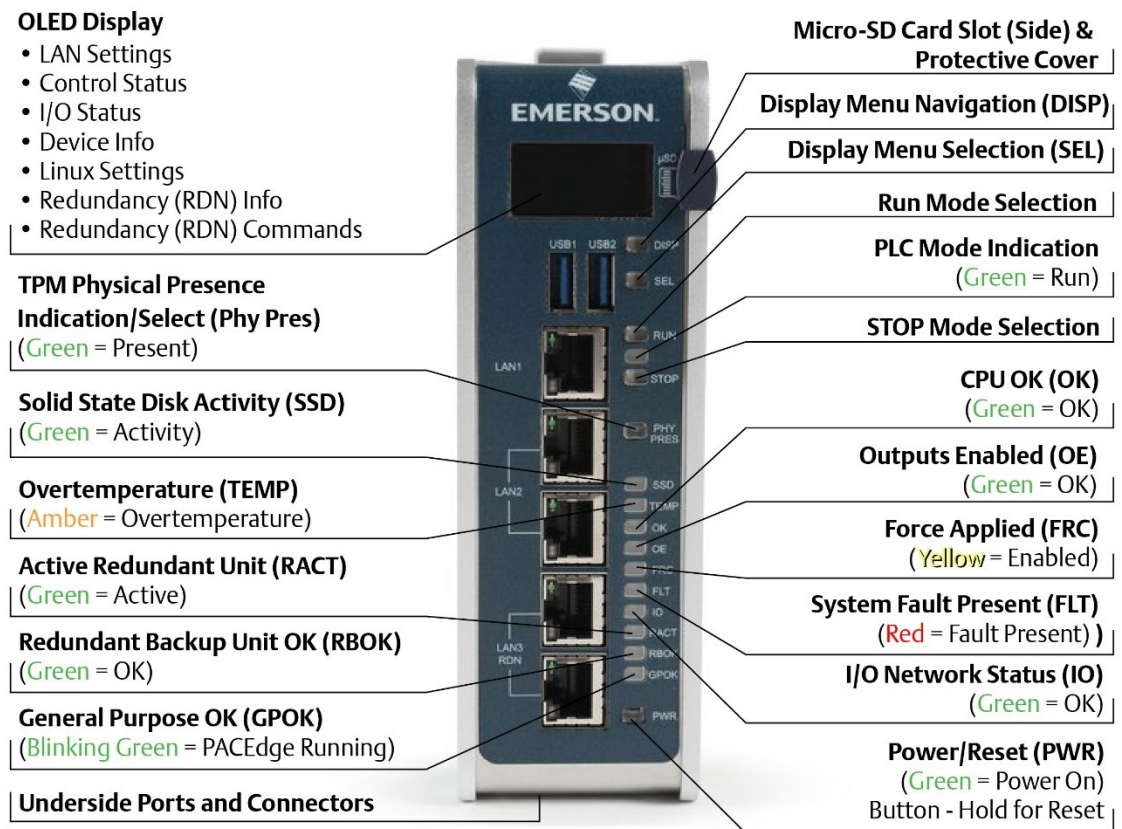 OLED Display
• LAN Settings
• Control Status
• I/O Status
• Device Info
• Linux Settings
• Redundancy (RDN) Info
• Redundancy (RDN) Commands
TPM Physical Presence
Indication/Select (Phy Pres)
(Green = Present)
Solid State Disk Activity (SSD)
(Green = Activity)
Overtemperature (TEMP)
(Amber = Overtemperature)
Active Redundant Unit (RACT)
(Green = Active)
Redundant Backup Unit OK (RBOK)
(Green = OK)
General Purpose OK (GPOK)
(Blinking Green = PACEdge Running)
Underside Ports and Connectors
EMERSON
µSD
USB1 USB2 DISP
SEL
RUN
LAN1
STOP
PHY
PRES
LAN2
SSD
TEMP
OK
OE
FRC
FLT
IO
RACT
LAN3
RDN
RBOK
GPOK
PWR
Micro-SD Card Slot (Side) &
Protective Cover
Display Menu Navigation (DISP)
Display Menu Selection (SEL)
Run Mode Selection
PLC Mode Indication
(Green = Run)
STOP Mode Selection
CPU OK (OK)
(Green = OK)
Outputs Enabled (OE)
(Green = OK)
Force Applied (FRC)
(Yellow = Enabled)
System Fault Present (FLT)
(Red = Fault Present) )
I/O Network Status (IO)
(Green = OK)
Power/Reset (PWR)
(Green = Power On)
Button - Hold for Reset